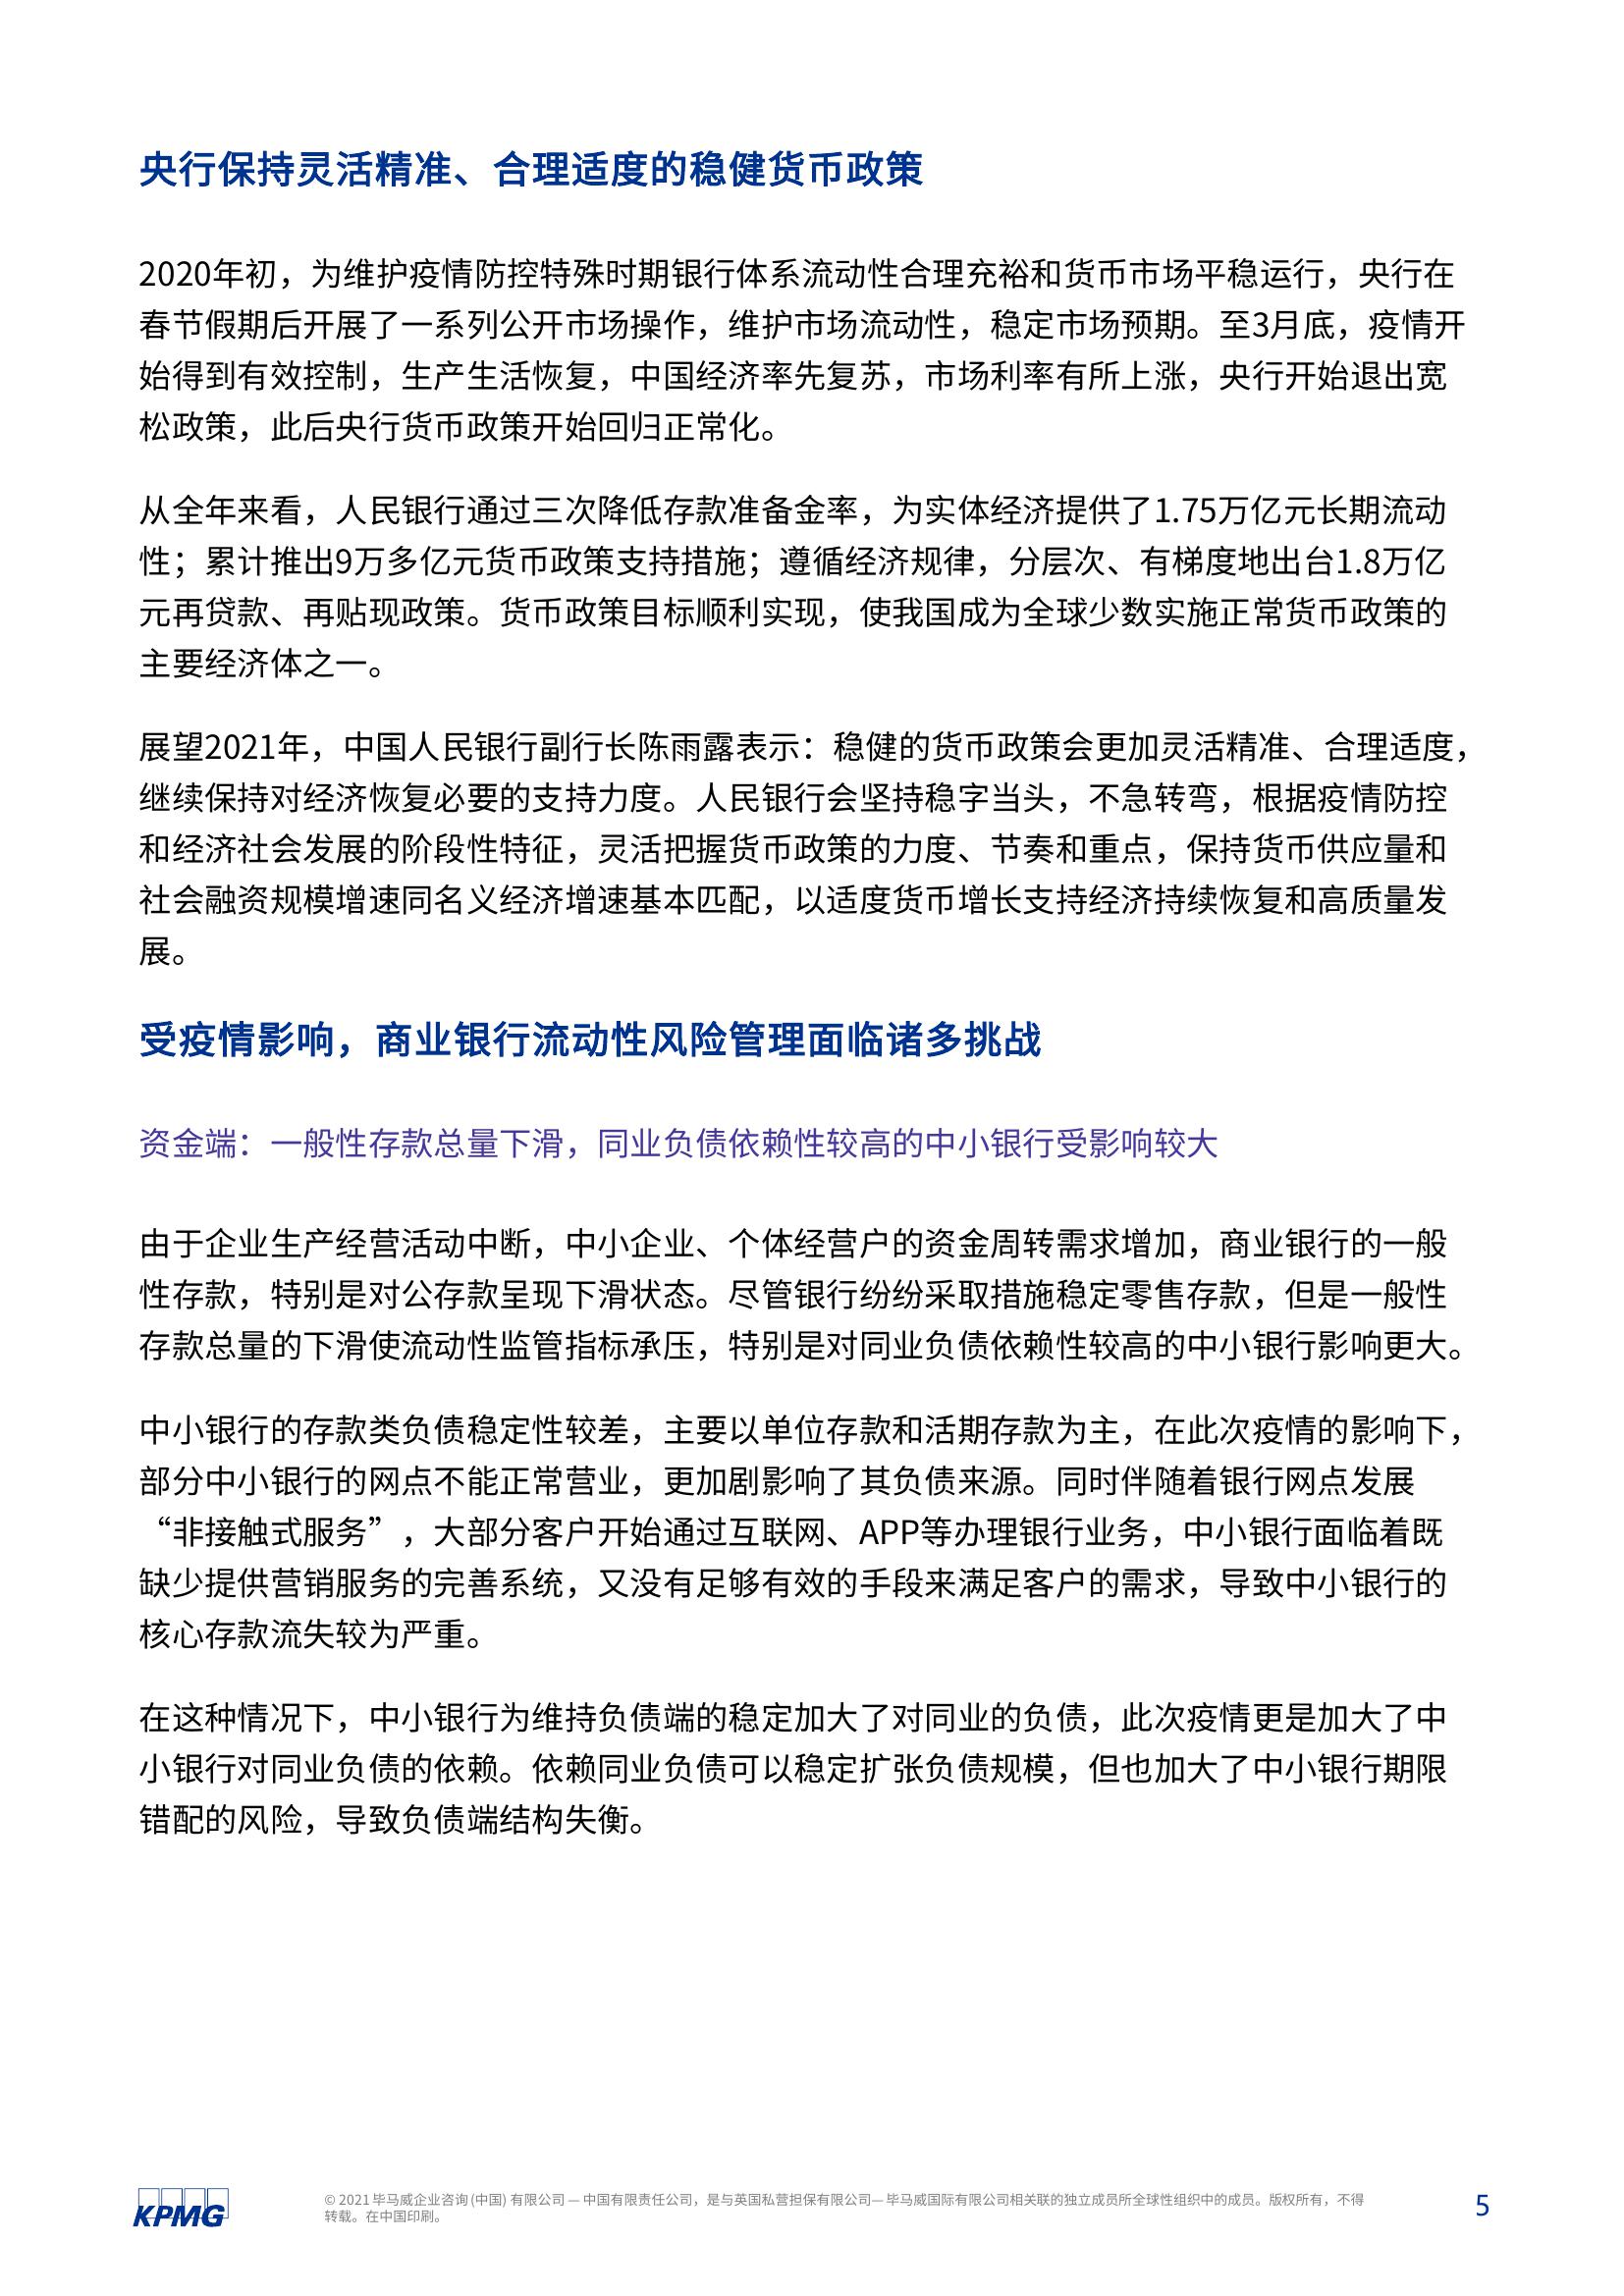 央行保持灵活精准、合理适度的稳健货币政策
2020年初，为维护疫情防控特殊时期银行体系流动性合理充裕和货币市场平稳运行，央行在
春节假期后开展了一系列公开市场操作，维护市场流动性，稳定市场预期。至3月底，疫情开
始得到有效控制，生产生活恢复，中国经济率先复苏，市场利率有所上涨，央行开始退出宽
松政策，此后央行货币政策开始回归正常化。
从全年来看，人民银行通过三次降低存款准备金率，为实体经济提供了1.75万亿元长期流动
性；累计推出9万多亿元货币政策支持措施；遵循经济规律，分层次、有梯度地出台1.8万亿
元再贷款、再贴现政策。货币政策目标顺利实现，使我国成为全球少数实施正常货币政策的
主要经济体之一。
展望2021年，中国人民银行副行长陈雨露表示：稳健的货币政策会更加灵活精准、合理适度，
继续保持对经济恢复必要的支持力度。人民银行会坚持稳字当头，不急转弯，根据疫情防控
和经济社会发展的阶段性特征，灵活把握货币政策的力度、节奏和重点，保持货币供应量和
社会融资规模增速同名义经济增速基本匹配，以适度货币增长支持经济持续恢复和高质量发
展。
受疫情影响，商业银行流动性风险管理面临诸多挑战
资金端：一般性存款总量下滑，同业负债依赖性较高的中小银行受影响较大
由于企业生产经营活动中断，中小企业、个体经营户的资金周转需求增加，商业银行的一般
性存款，特别是对公存款呈现下滑状态。尽管银行纷纷采取措施稳定零售存款，但是一般性
存款总量的下滑使流动性监管指标承压，特别是对同业负债依赖性较高的中小银行影响更大。
中小银行的存款类负债稳定性较差，主要以单位存款和活期存款为主，在此次疫情的影响下，
部分中小银行的网点不能正常营业，更加剧影响了其负债来源。同时伴随着银行网点发展
“非接触式服务”，大部分客户开始通过互联网、APP等办理银行业务，中小银行面临着既
缺少提供营销服务的完善系统，又没有足够有效的手段来满足客户的需求，导致中小银行的
核心存款流失较为严重。
在这种情况下，中小银行为维持负债端的稳定加大了对同业的负债，此次疫情更是加大了中
小银行对同业负债的依赖。依赖同业负债可以稳定扩张负债规模，但也加大了中小银行期限
错配的风险，导致负债端结构失衡。
KPMG
© 2021 毕马威企业咨询 (中国) 有限公司 — 中国有限责任公司，是与英国私营担保有限公司— 毕马威国际有限公司相关联的独立成员所全球性组织中的成员。版权所有，不得
转载。在中国印刷。
5